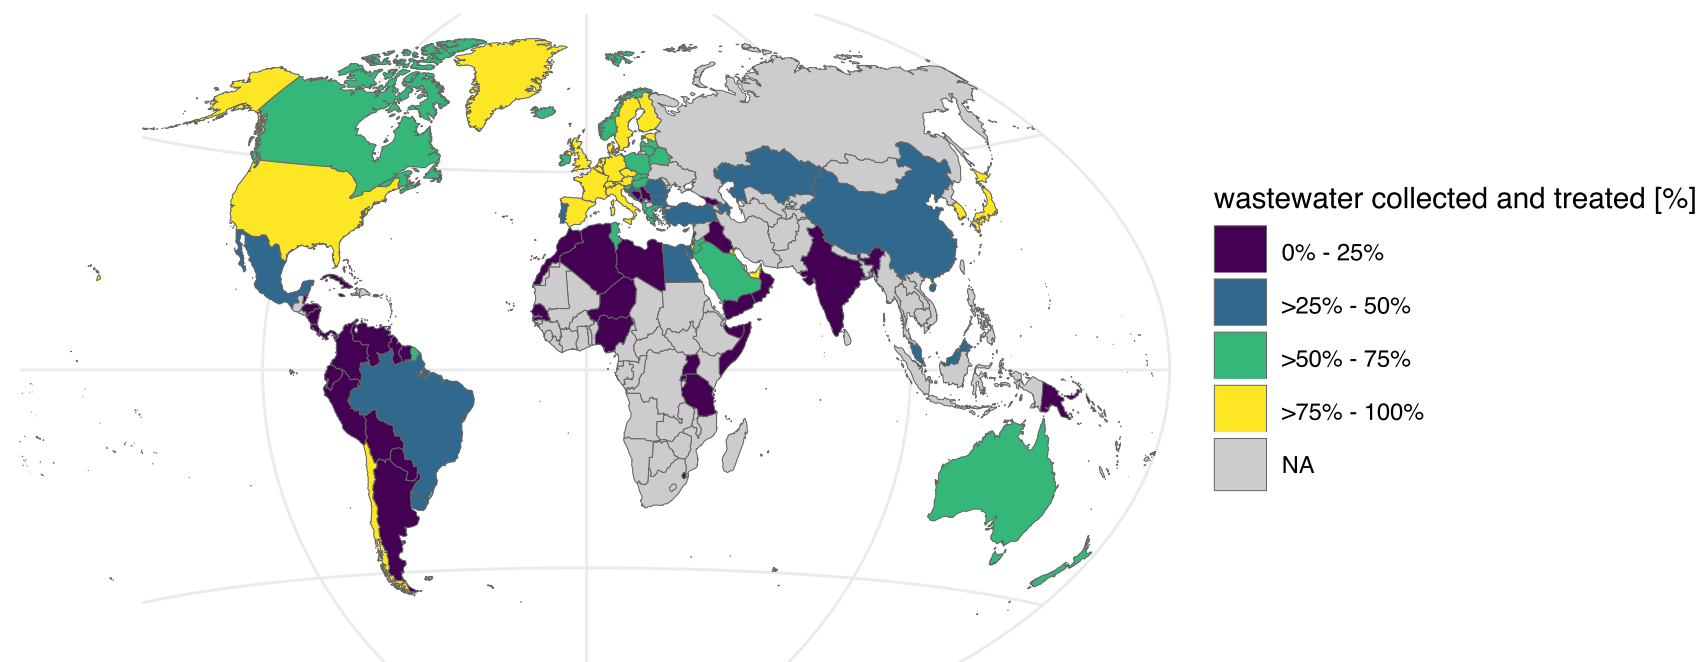 wastewater collected and treated [%]
0% - 25%
>25% - 50%
>50% - 75%
>75% - 100%
NA